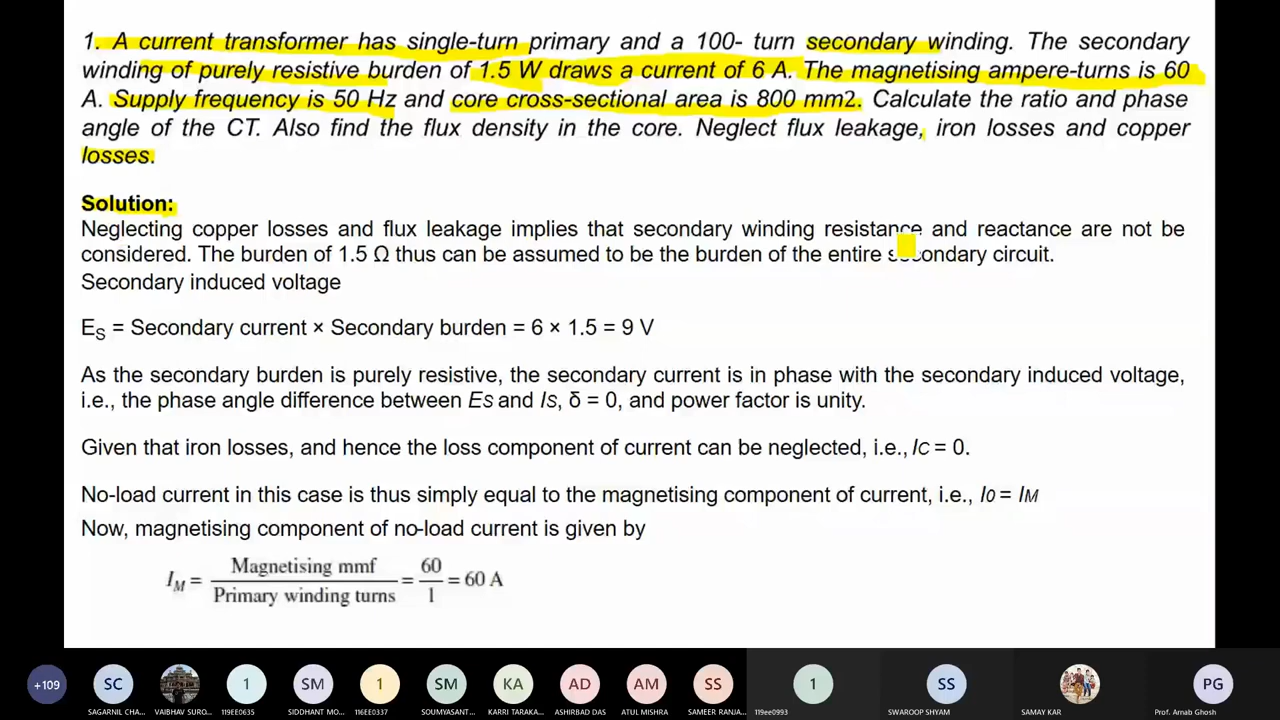 1. A current transformer has single-turn primary and a 100- turn secondary winding. The secondary
winding of purely resistive burden of 1.5 W draws a current of 6 A. The magnetising ampere-turns is 60
A. Supply frequency is 50 Hz and core cross-sectional area is 800 mm2. Calculate the ratio and phase
angle of the CT. Also find the flux density in the core. Neglect flux leakage, iron losses and copper
losses.
Solution:
Neglecting copper losses and flux leakage implies that secondary winding resistance and reactance are not be
considered. The burden of 1.5 Ω thus can be assumed to be the burden of the entire secondary circuit.
Secondary induced voltage
ES = Secondary current × Secondary burden = 6 × 1.5 = 9 V
As the secondary burden is purely resistive, the secondary current is in phase with the secondary induced voltage,
i.e., the phase angle difference between ES and IS, δ = 0, and power factor is unity.
Given that iron losses, and hence the loss component of current can be neglected, i.e., IC = 0.
No-load current in this case is thus simply equal to the magnetising component of current, i.e., I0 = IM
Now, magnetising component of no-load current is given by
IM = Magnetising mmf / Primary winding turns = 60 / 1 = 60 A
+109 SC 1 SM 1 SM KA AD AM SS 1 SS PG
SAGARNIL CHA... VAIBHAV SURO... 119EE0635 SIDDHANT MO... 116EE0337 SOUMYASANT... KARRI TARAKA... ASHIRBAD DAS ATUL MISHRA SAMEER RANJA... 119ee0993 SWAROOP SHYAM SAMAY KAR Prof. Arnab Ghosh